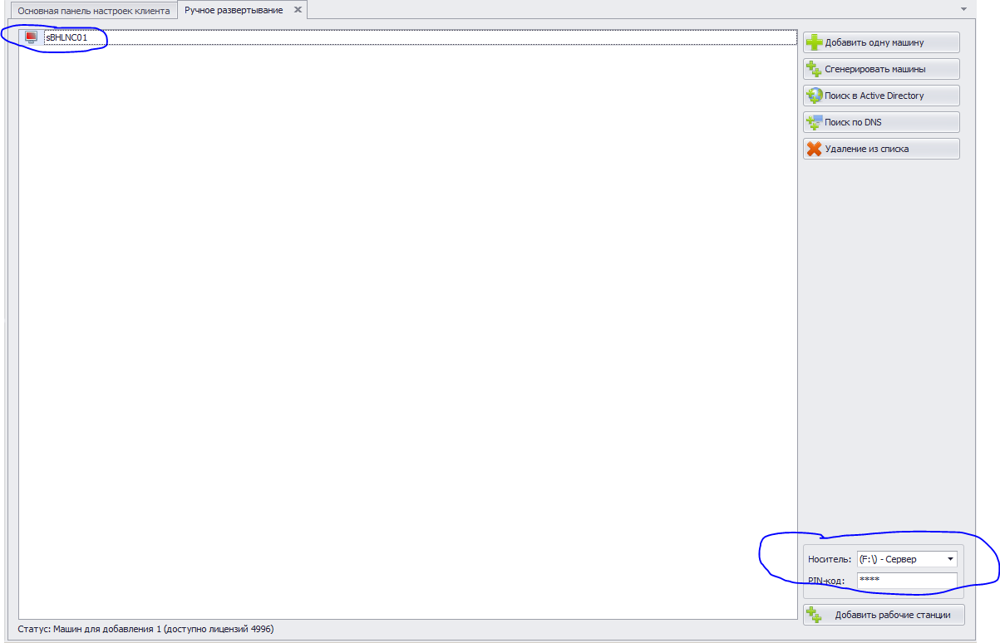 Основная панель настроек клиента
Ручное развертывание
sBHLNC01
Добавить одну машину
Сгенерировать машины
Поиск в Active Directory
Поиск по DNS
Удаление из списка
Носитель: (F:\) - Сервер
PIN-код: ****
Добавить рабочие станции
Статус: Машин для добавления 1 (доступно лицензий 4996)